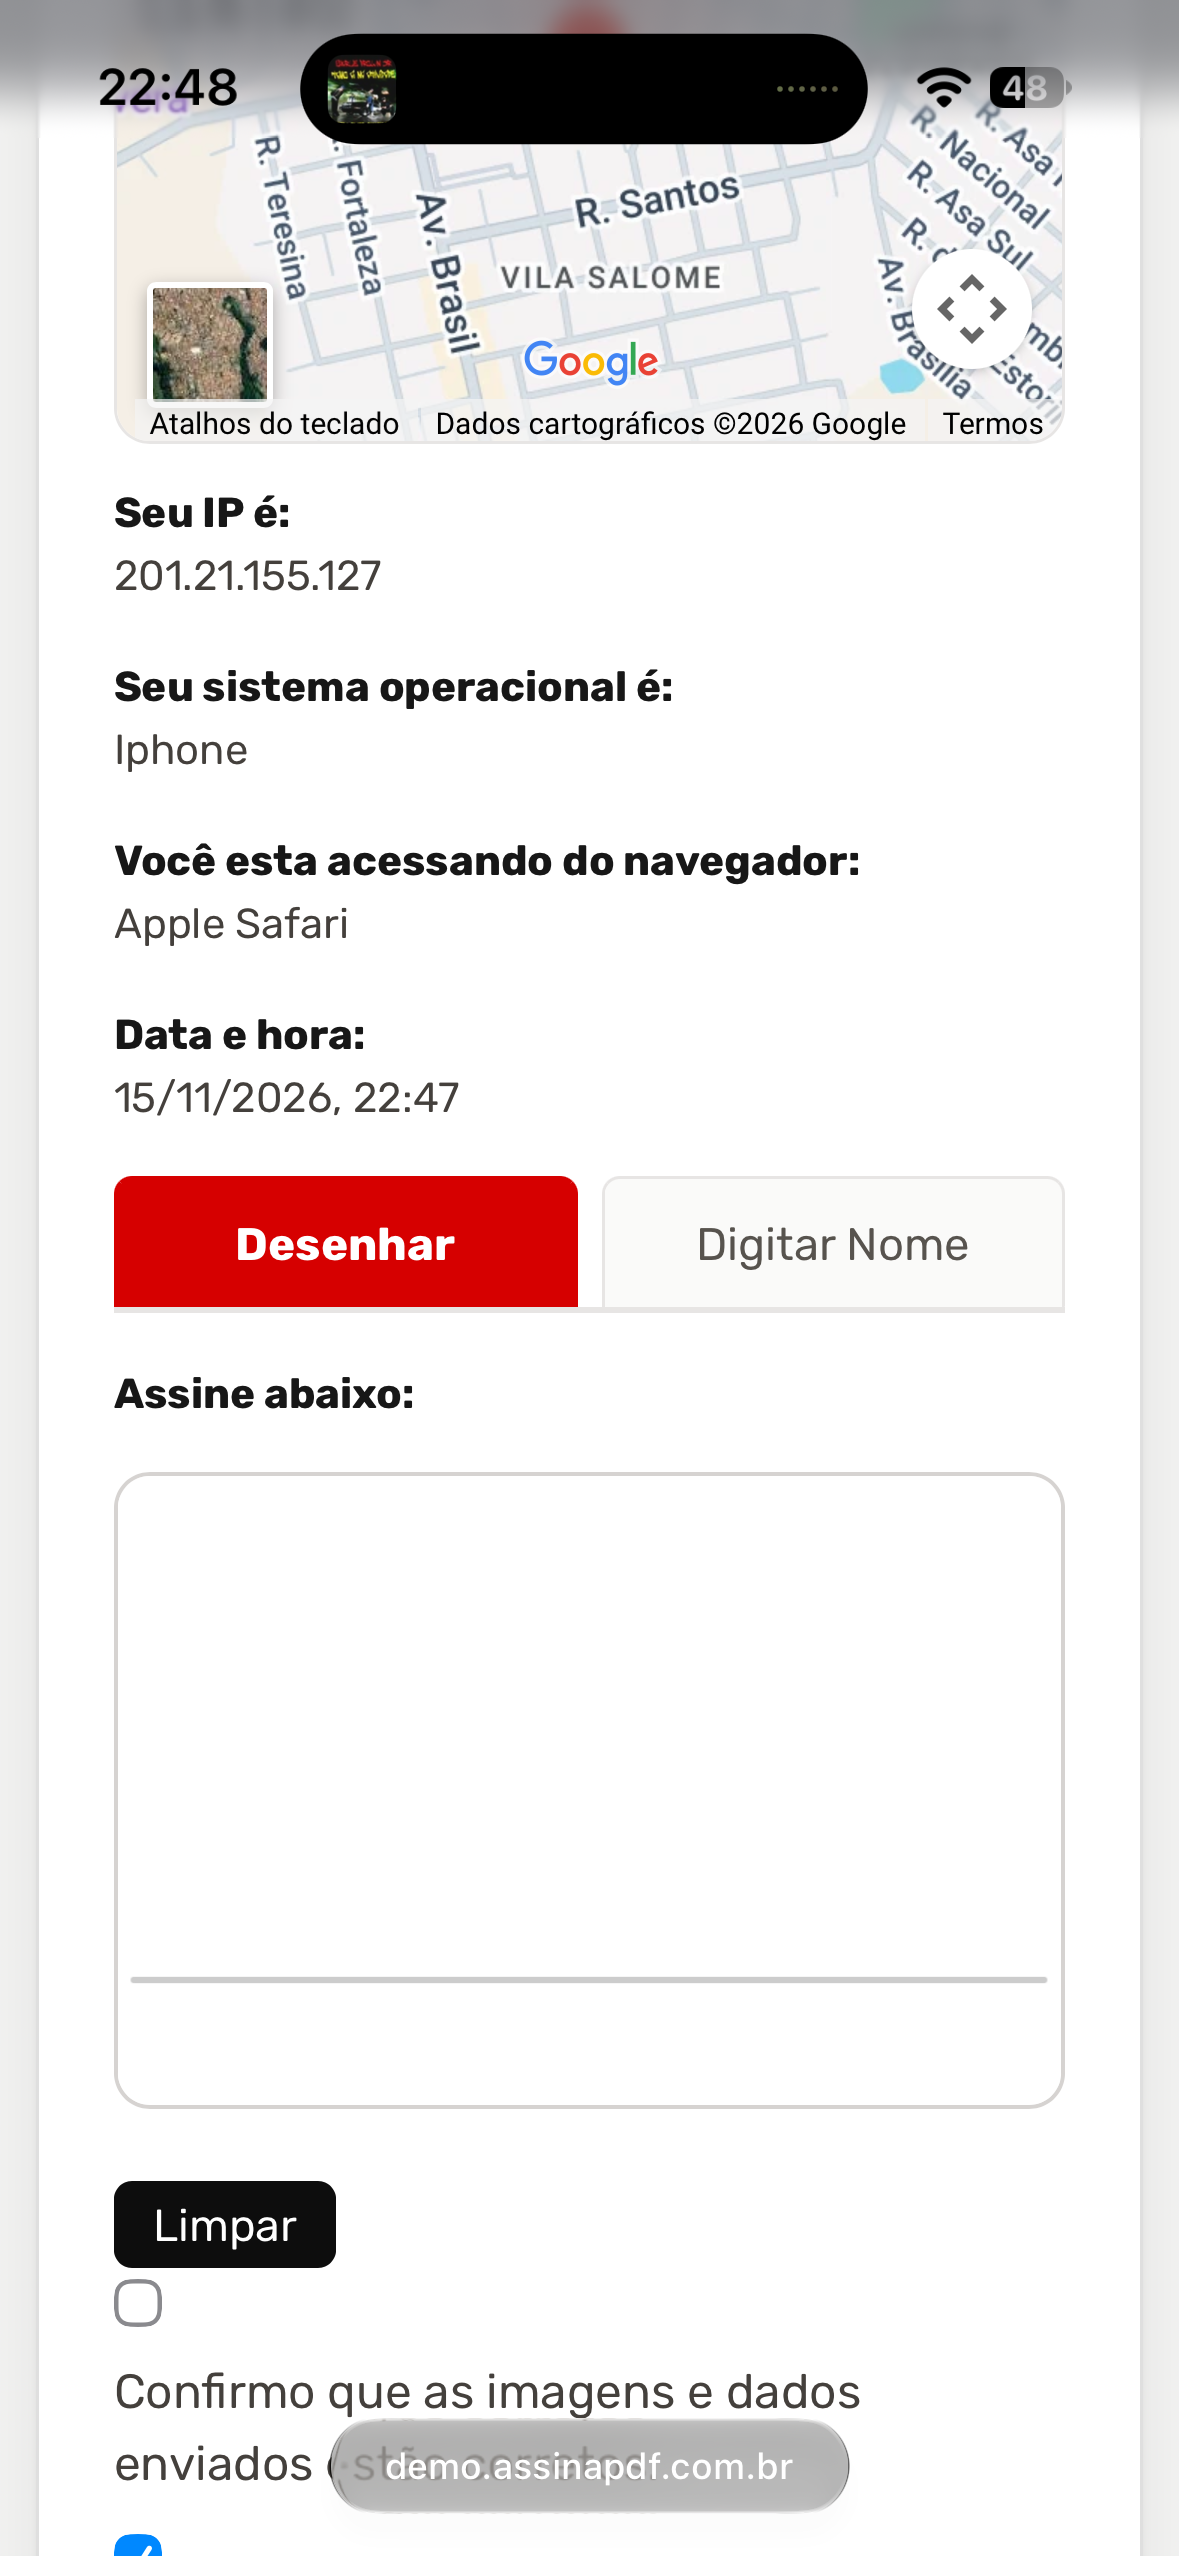 22:48
48
R. Teresina
. Fortaleza
Av. Brasil
R. Santos
VILA SALOME
R. Nacional
R. Asa Sul
Av. Brasília
Google
Atalhos do teclado
Dados cartográficos ©2026 Google
Termos
Seu IP é:
201.21.155.127
Seu sistema operacional é:
Iphone
Você esta acessando do navegador:
Apple Safari
Data e hora:
15/11/2026, 22:47
Desenhar
Digitar Nome
Assine abaixo:
Limpar
Confirmo que as imagens e dados
enviados estão corretos.
demo.assinapdf.com.br